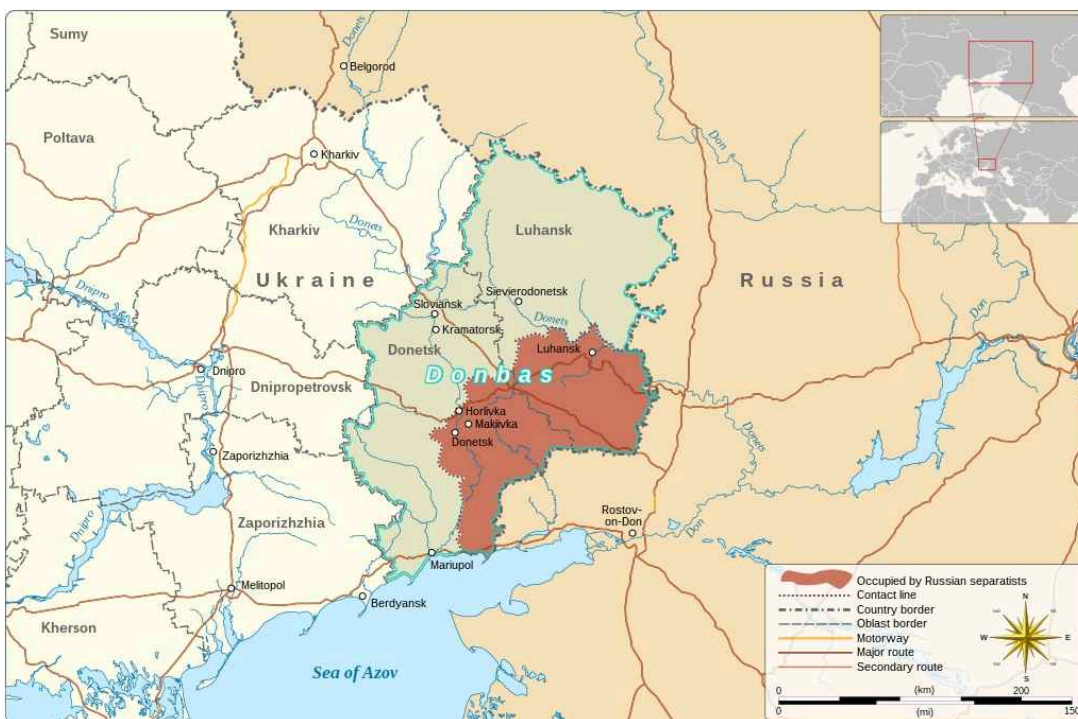 Sumy
Donets
Belgorod
Poltava
Kharkiv
Don
Donets
Kharkiv
Luhansk
Ukraine
Russia
Dnipro
Sievierodonetsk
Sloviansk
Donets
Don
Kramatorsk
Donetsk
Luhansk
Dnipro
Dnipro
Donbas
Dnipropetrovsk
Horlivka
Makiivka
Donetsk
Donets
Zaporizhzhia
Rostov-
on-Don
Don
Dnipro
Zaporizhzhia
Mariupol
Melitopol
Berdyansk
Kherson
Sea of Azov
Occupied by Russian separatists
Contact line
Country border
Oblast border
Motorway
Major route
Secondary route
N
W
E
S
0 (km) 200
0 (mi) 150